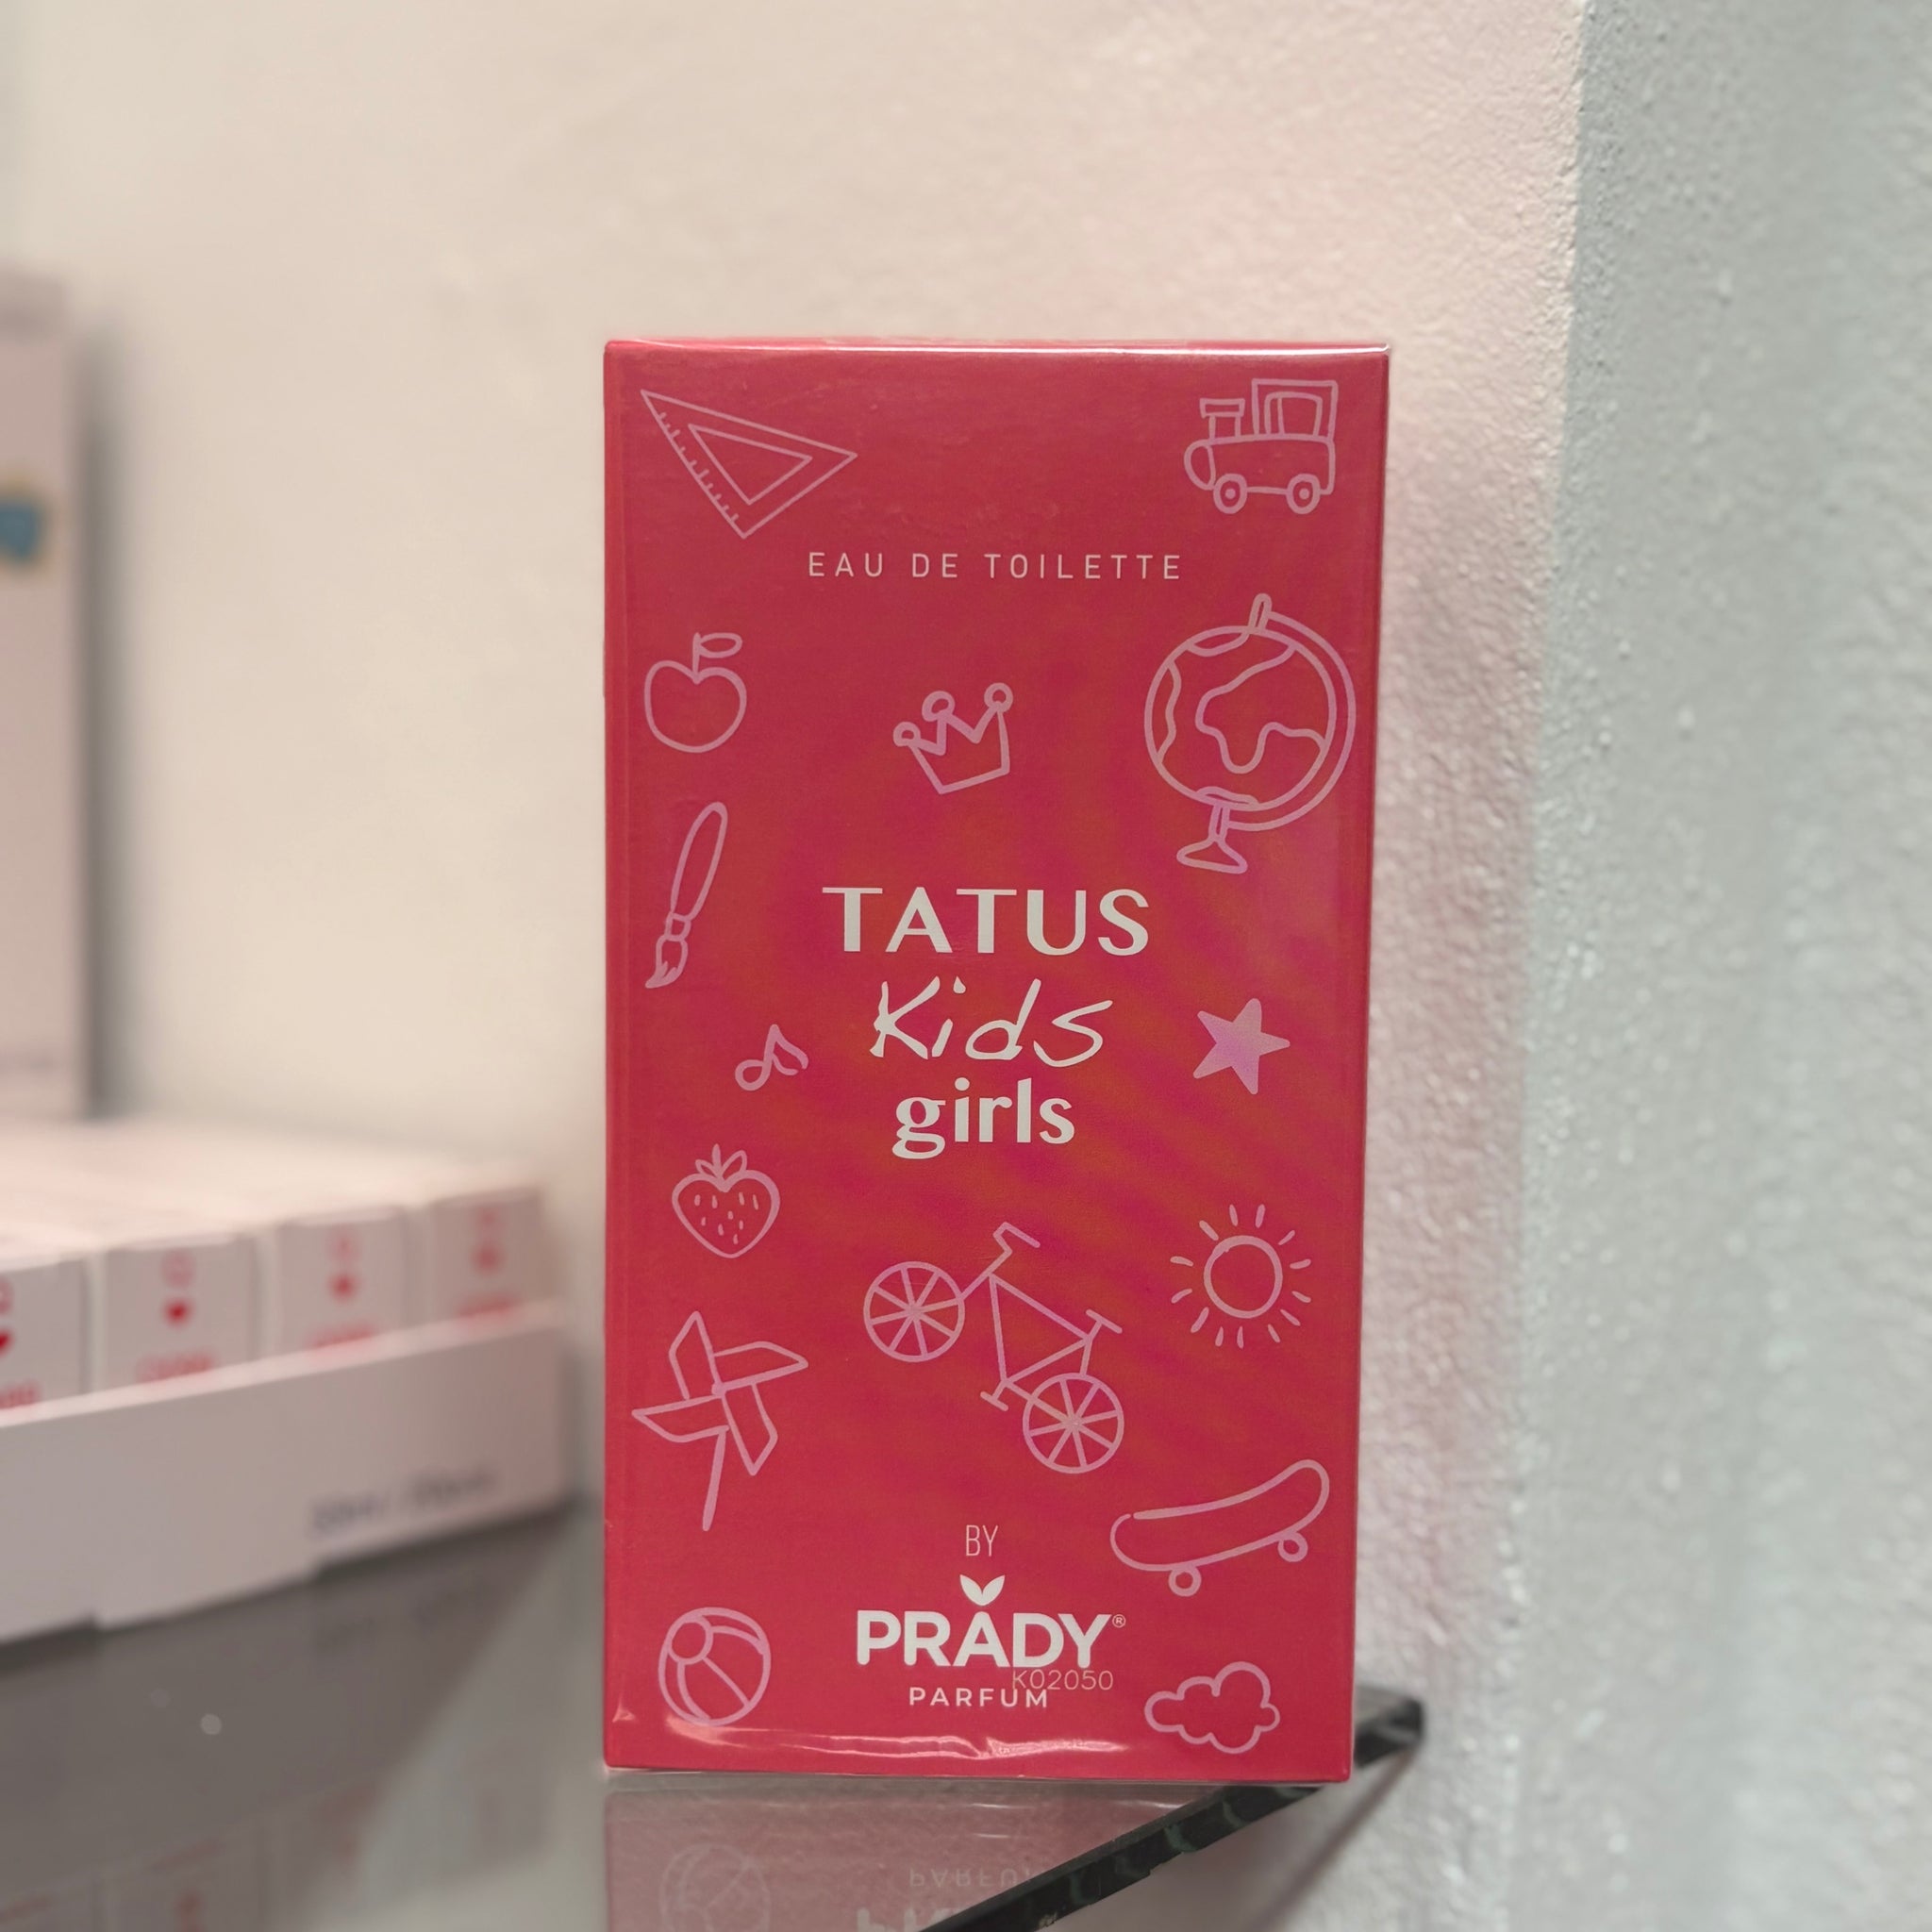 EAU DE TOILETTE
TATUS
Kids
girls
BY
PRADY®
K02050
PARFUM